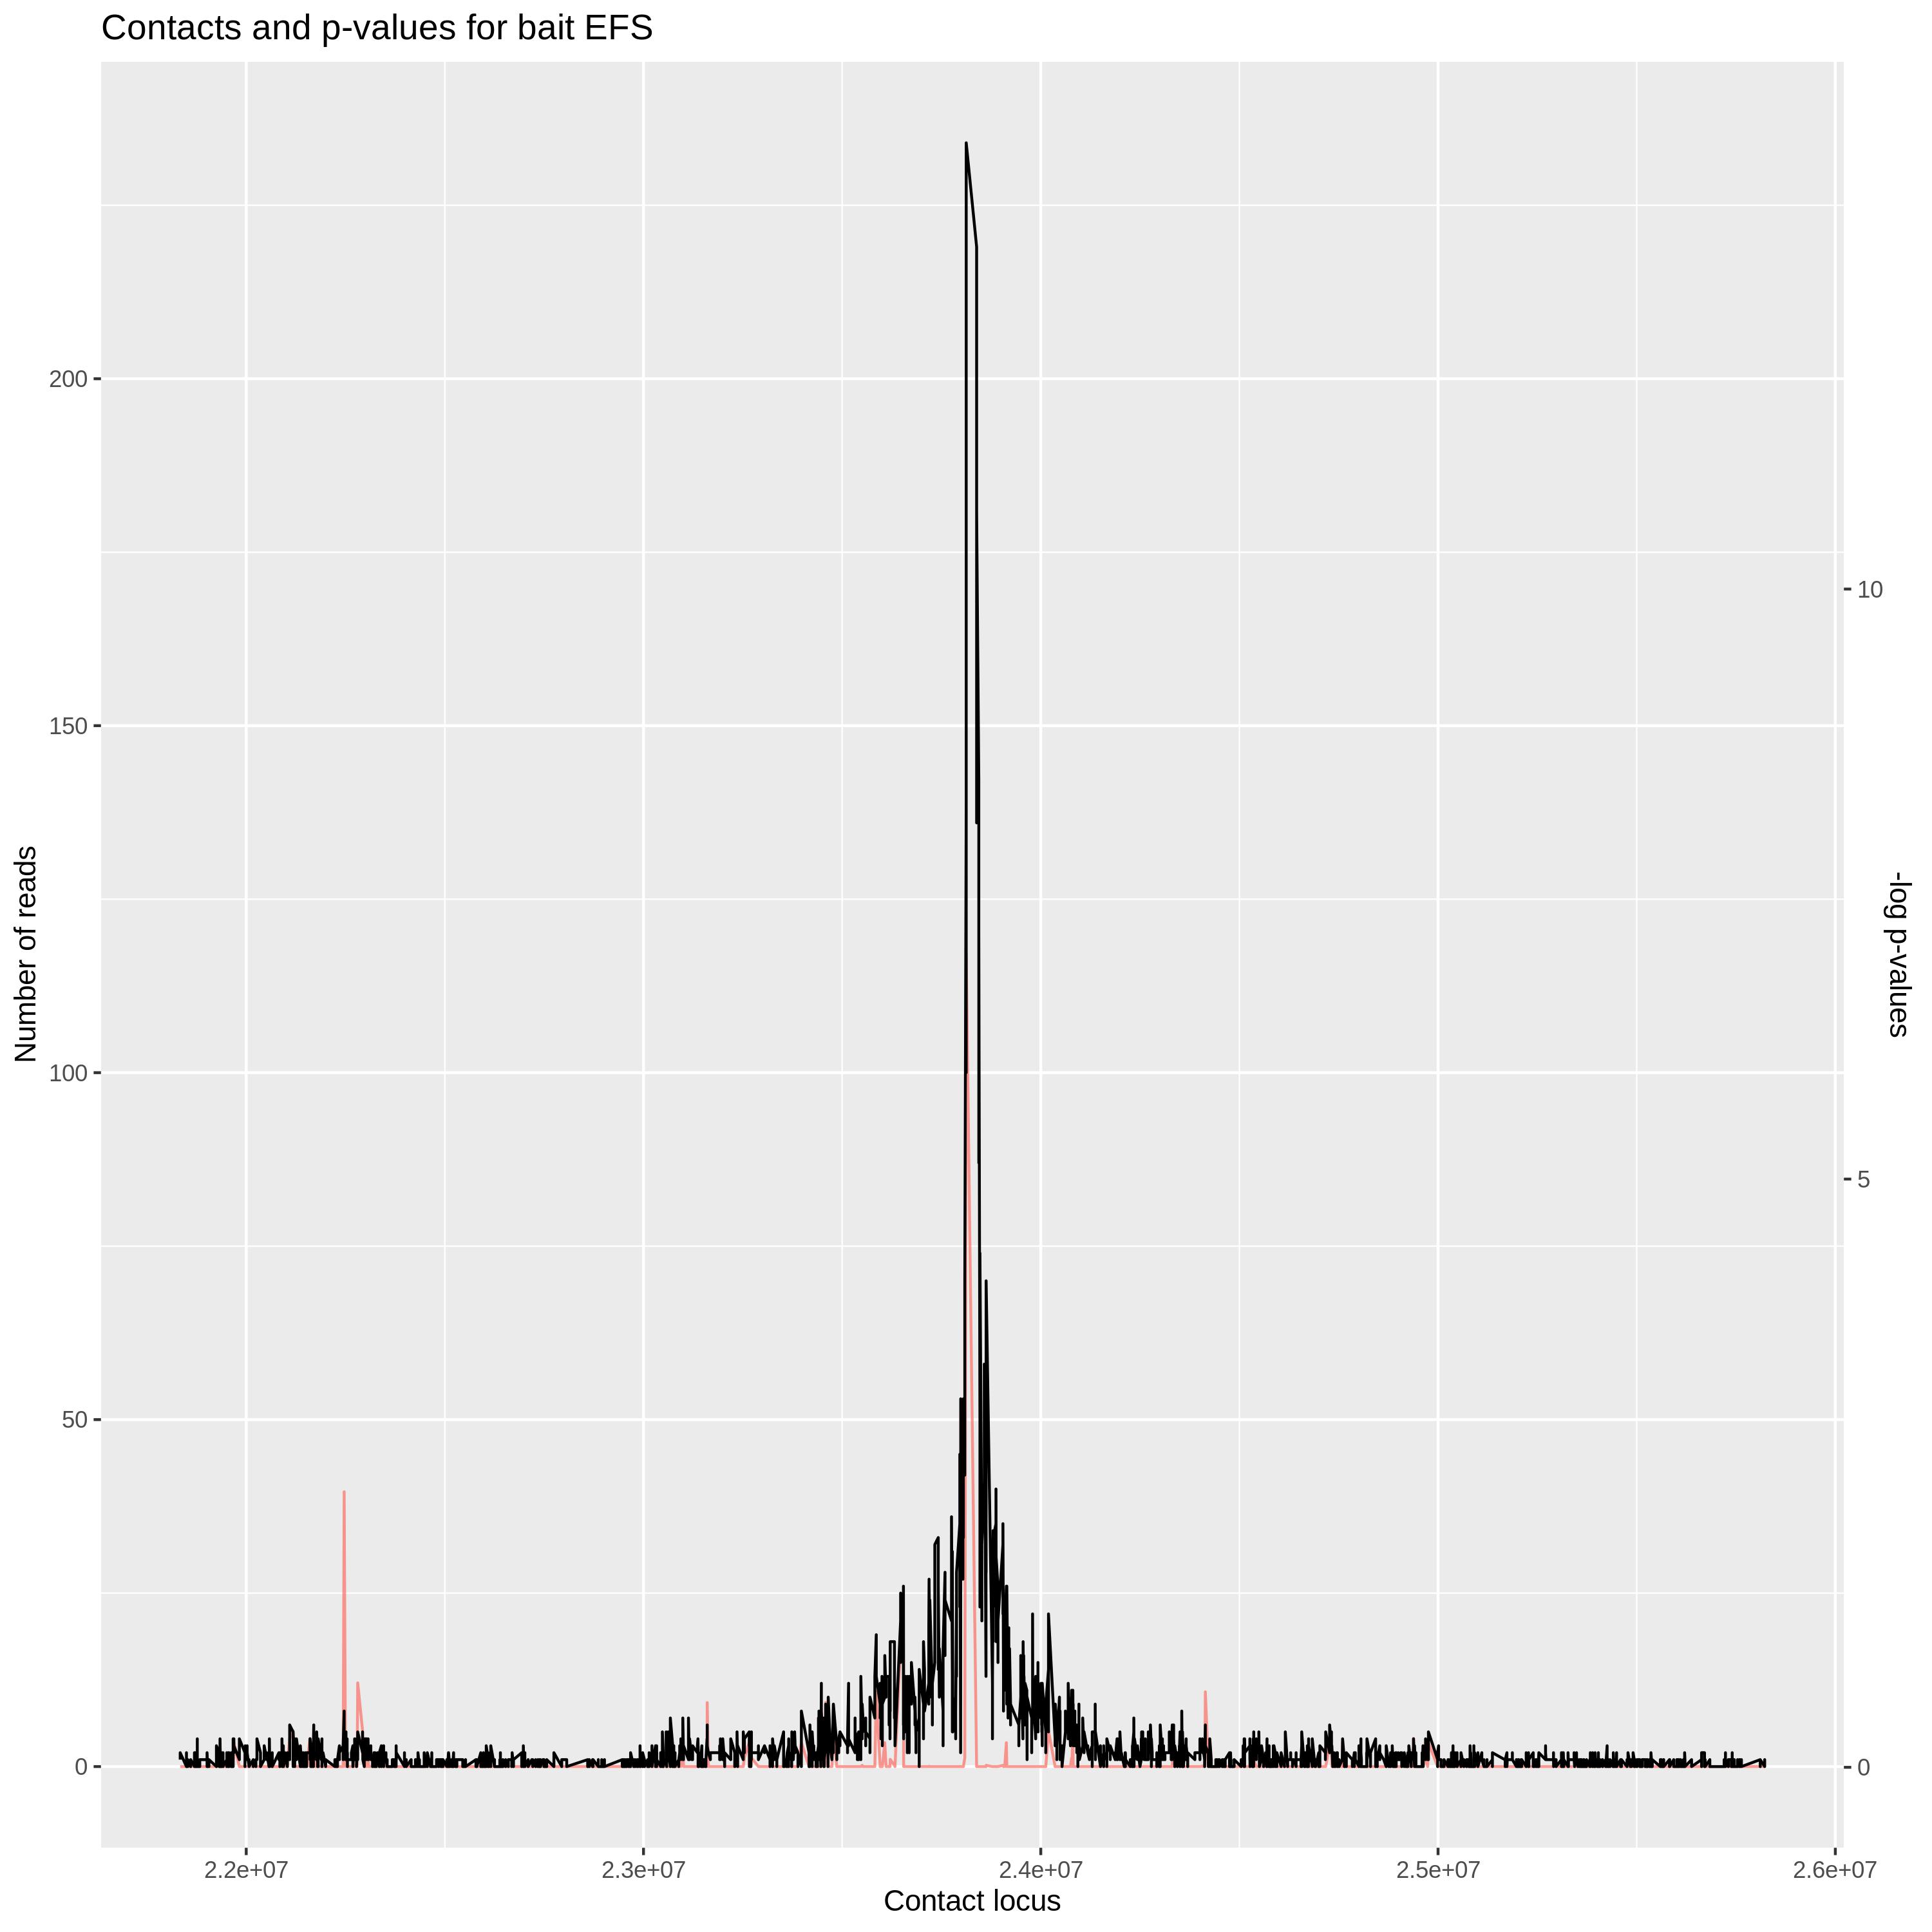 Contacts and p-values for bait EFS
Number of reads
200
150
100
50
0
10
5
0
-log p-values
2.2e+07
2.3e+07
2.4e+07
2.5e+07
2.6e+07
Contact locus